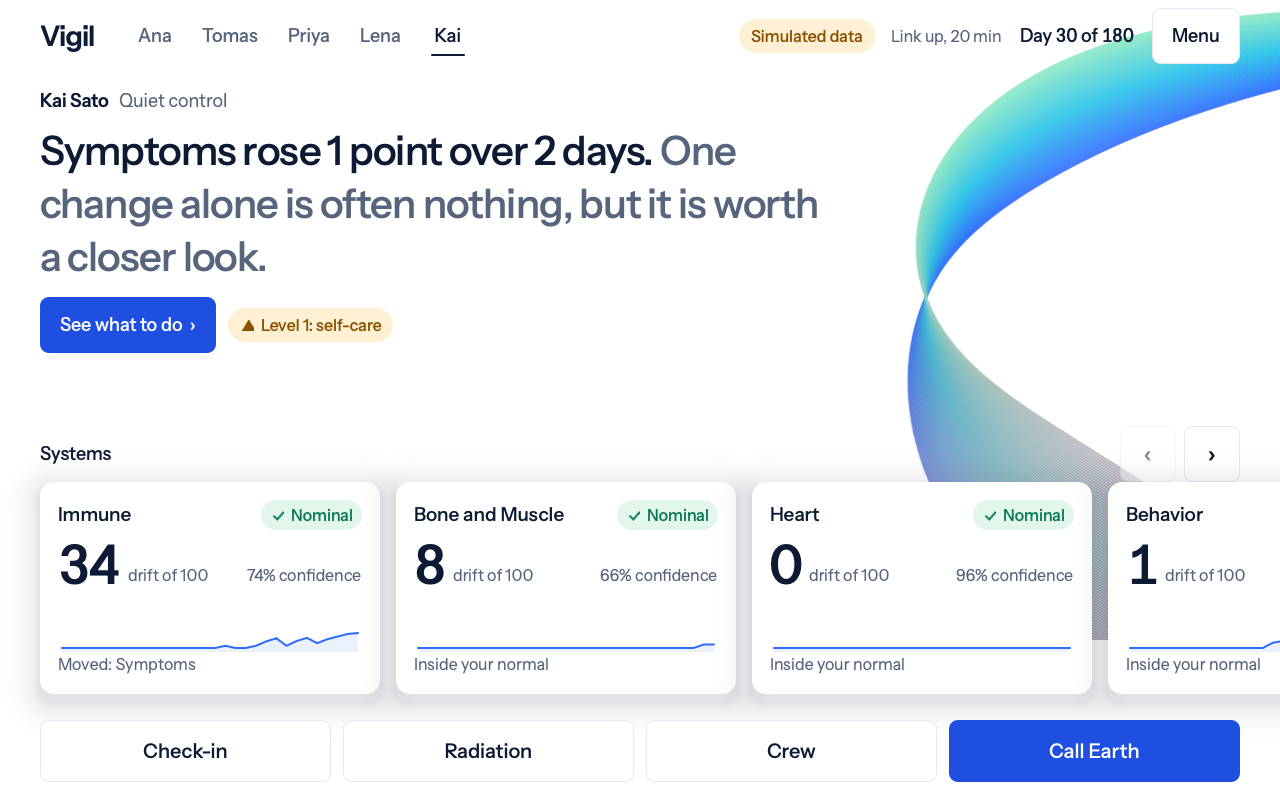 Vigil Ana Tomas Priya Lena Kai Simulated data Link up, 20 min Day 30 of 180 Menu
Kai Sato Quiet control
Symptoms rose 1 point over 2 days. One
change alone is often nothing, but it is worth
a closer look.
See what to do › Level 1: self-care
Systems
‹ ›
Immune Nominal
34 drift of 100 74% confidence
Moved: Symptoms
Bone and Muscle Nominal
8 drift of 100 66% confidence
Inside your normal
Heart Nominal
0 drift of 100 96% confidence
Inside your normal
Behavior
1 drift of 100
Inside your normal
Check-in Radiation Crew Call Earth